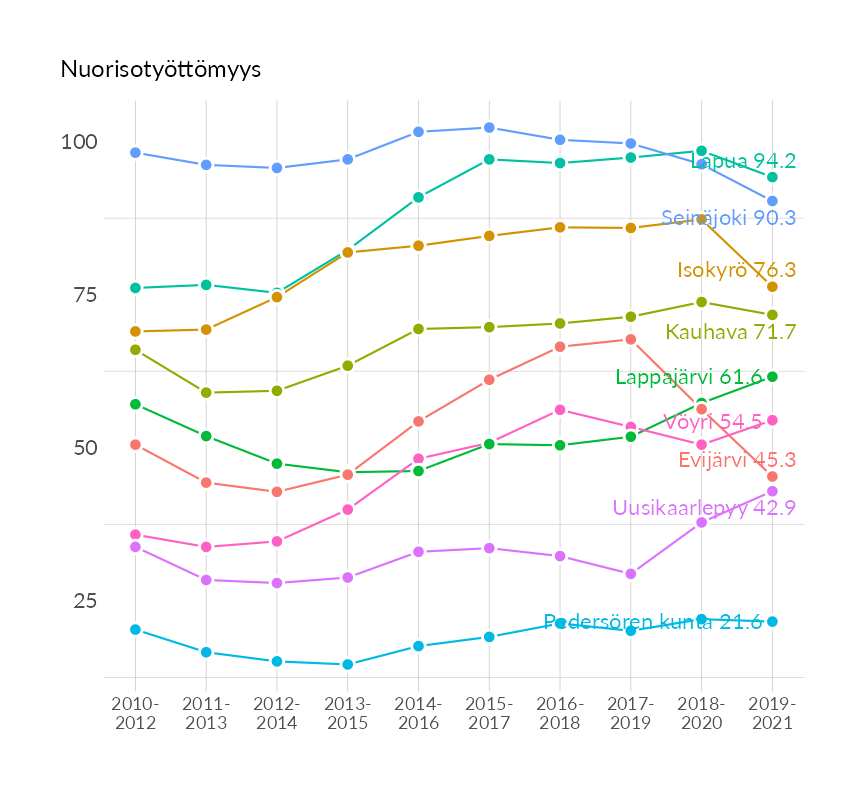 Nuorisotyöttömyys
100
75
50
25
Lapua 94.2
Seinäjoki 90.3
Isokyrö 76.3
Kauhava 71.7
Lappajärvi 61.6
Vöyri 54.5
Evijärvi 45.3
Uusikaarlepyy 42.9
Pedersören kunta 21.6
2010- 2011- 2012- 2013- 2014- 2015- 2016- 2017- 2018- 2019-
2012 2013 2014 2015 2016 2017 2018 2019 2020 2021